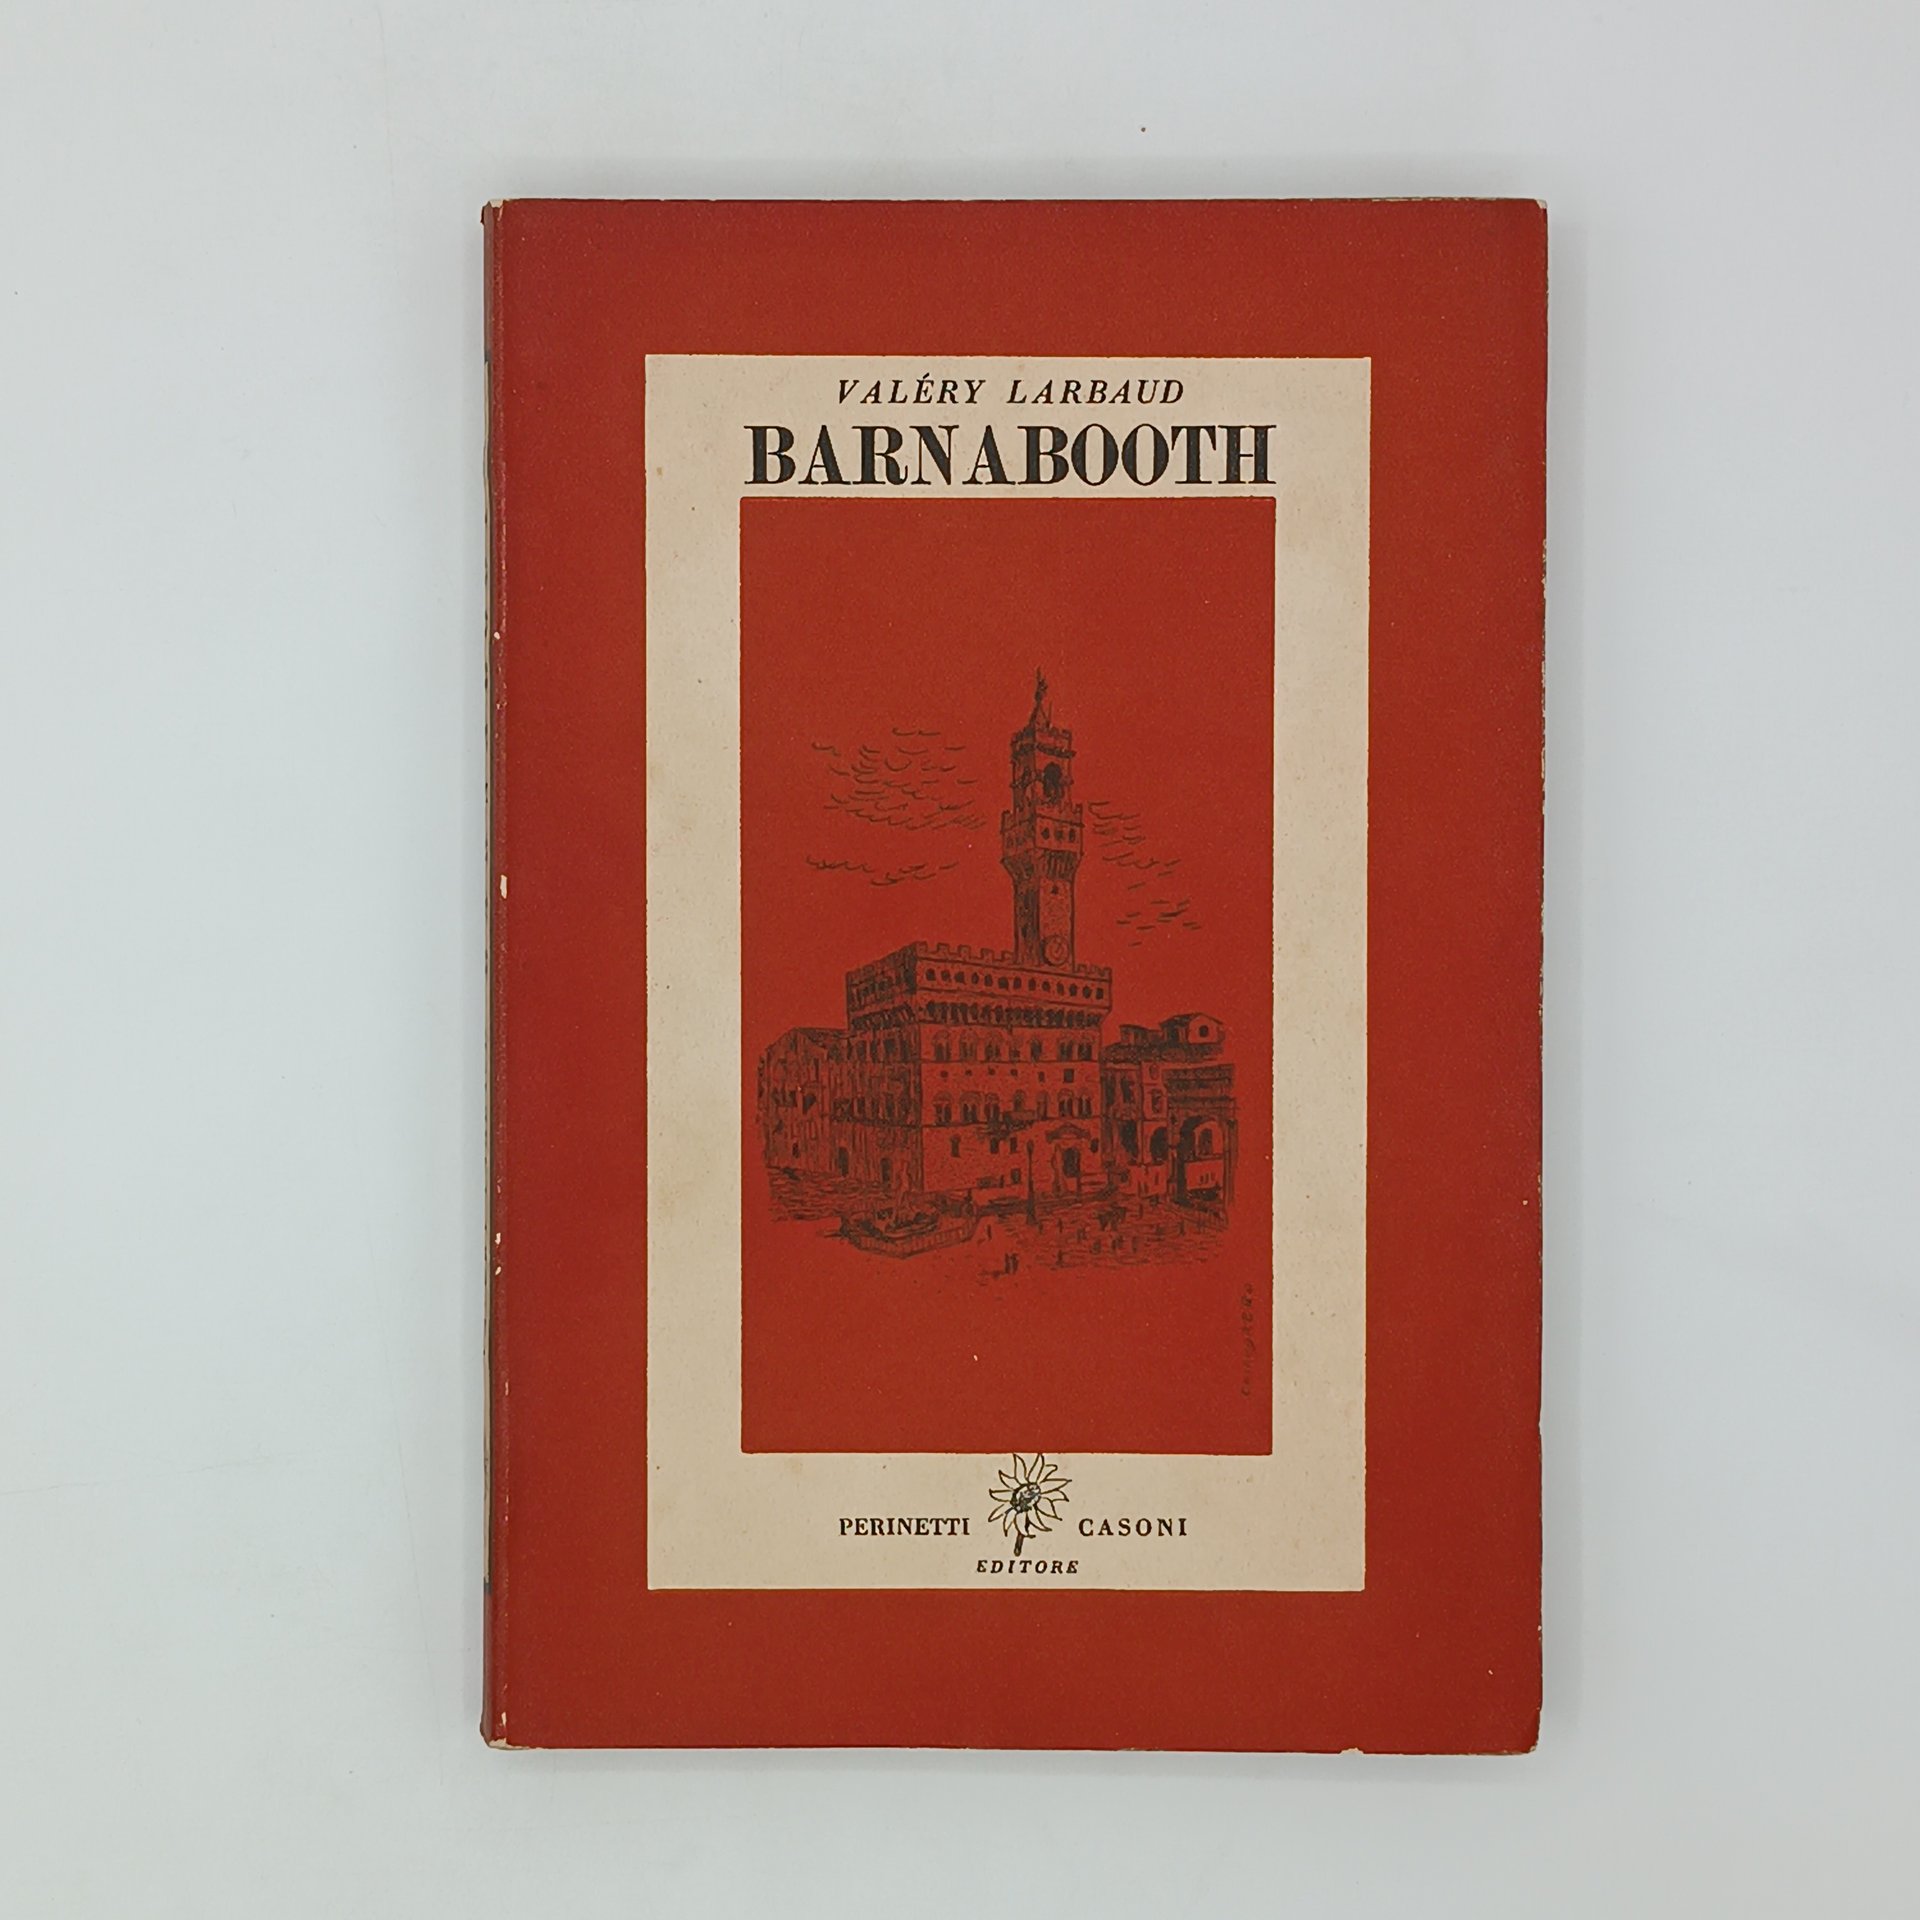 VALÉRY LARBAUD
BARNABOOTH
PERINETTI CASONI
EDITORE